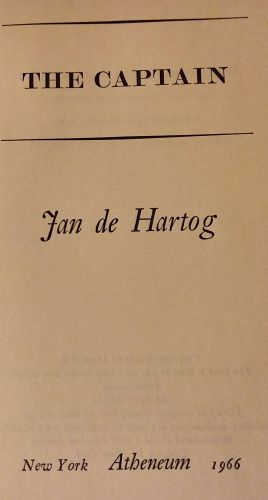 THE CAPTAIN
Jan de Hartog
New York Atheneum 1966